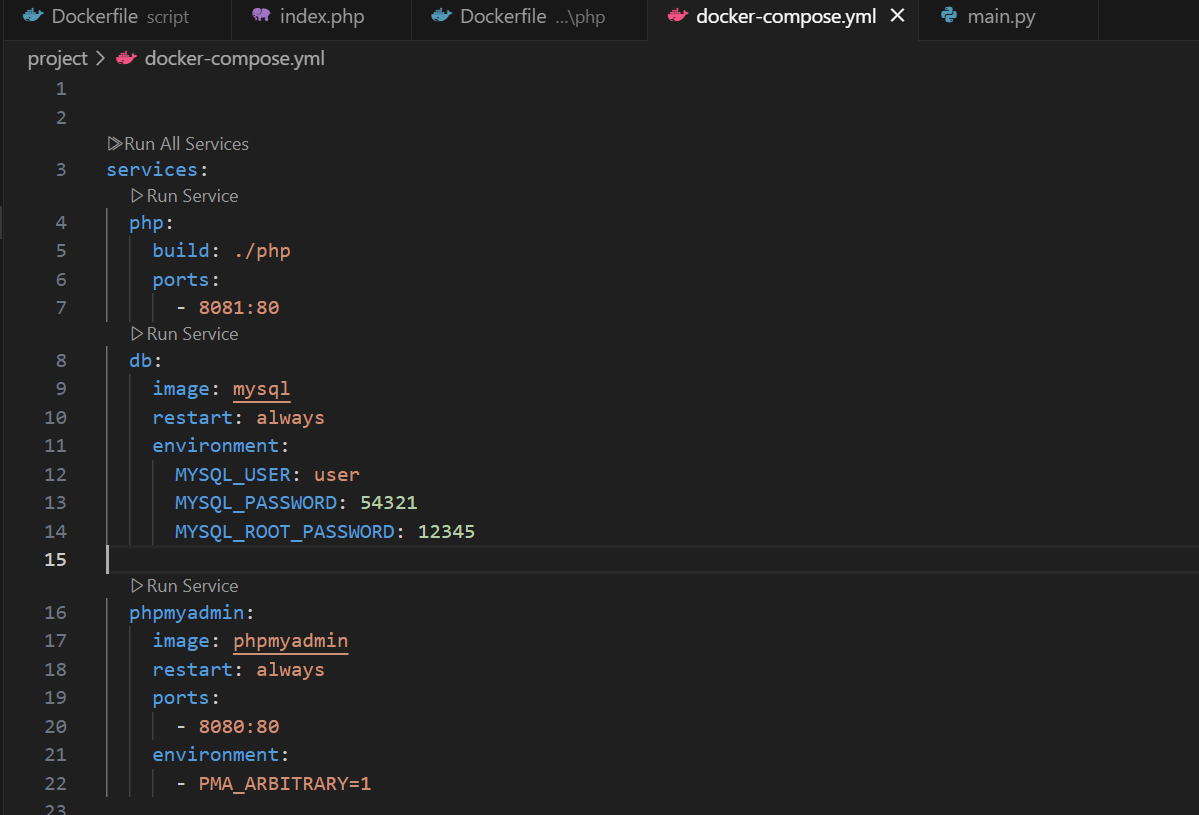 Dockerfile script index.php Dockerfile ...\php docker-compose.yml main.py
project > docker-compose.yml
1
2
Run All Services
3 services:
Run Service
4 php:
5 build: ./php
6 ports:
7 - 8081:80
Run Service
8 db:
9 image: mysql
10 restart: always
11 environment:
12 MYSQL_USER: user
13 MYSQL_PASSWORD: 54321
14 MYSQL_ROOT_PASSWORD: 12345
15
Run Service
16 phpmyadmin:
17 image: phpmyadmin
18 restart: always
19 ports:
20 - 8080:80
21 environment:
22 - PMA_ARBITRARY=1
23